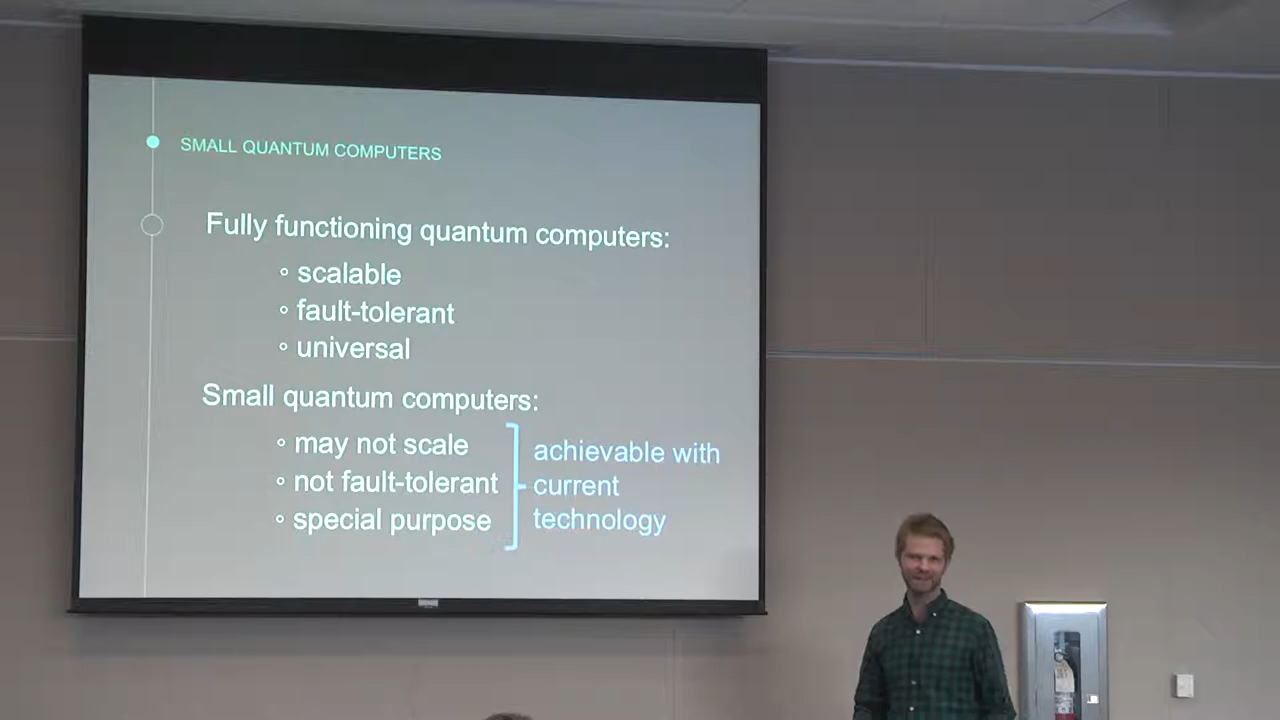 SMALL QUANTUM COMPUTERS
Fully functioning quantum computers:
◦ scalable
◦ fault-tolerant
◦ universal
Small quantum computers:
◦ may not scale
◦ not fault-tolerant
◦ special purpose
achievable with
current
technology